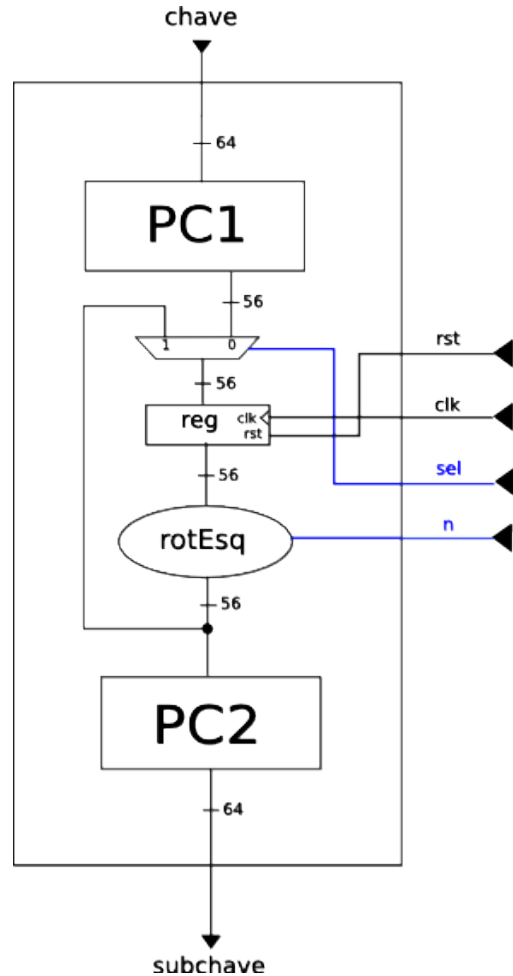 chave
64
PC1
56
1 0
rst
56
reg
clk
rst
clk
56
sel
n
rotEsq
56
PC2
64
subchave